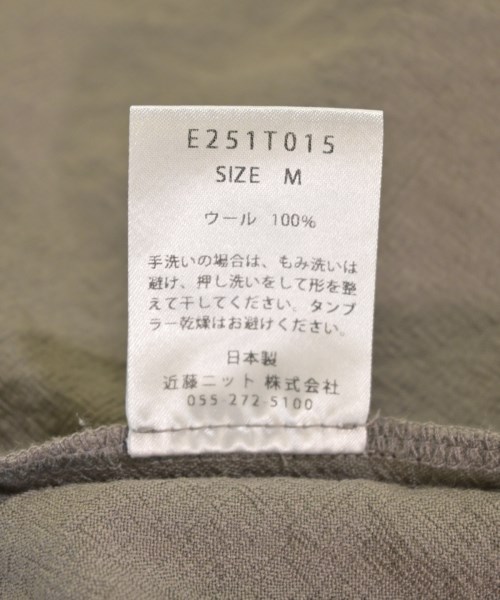 E251T015
SIZE M
ウール 100%
手洗いの場合は、もみ洗いは
避け、押し洗いをして形を整
えて干してください。タンブ
ラー乾燥はお避けください。
日本製
近藤ニット 株式会社
055-272-5100